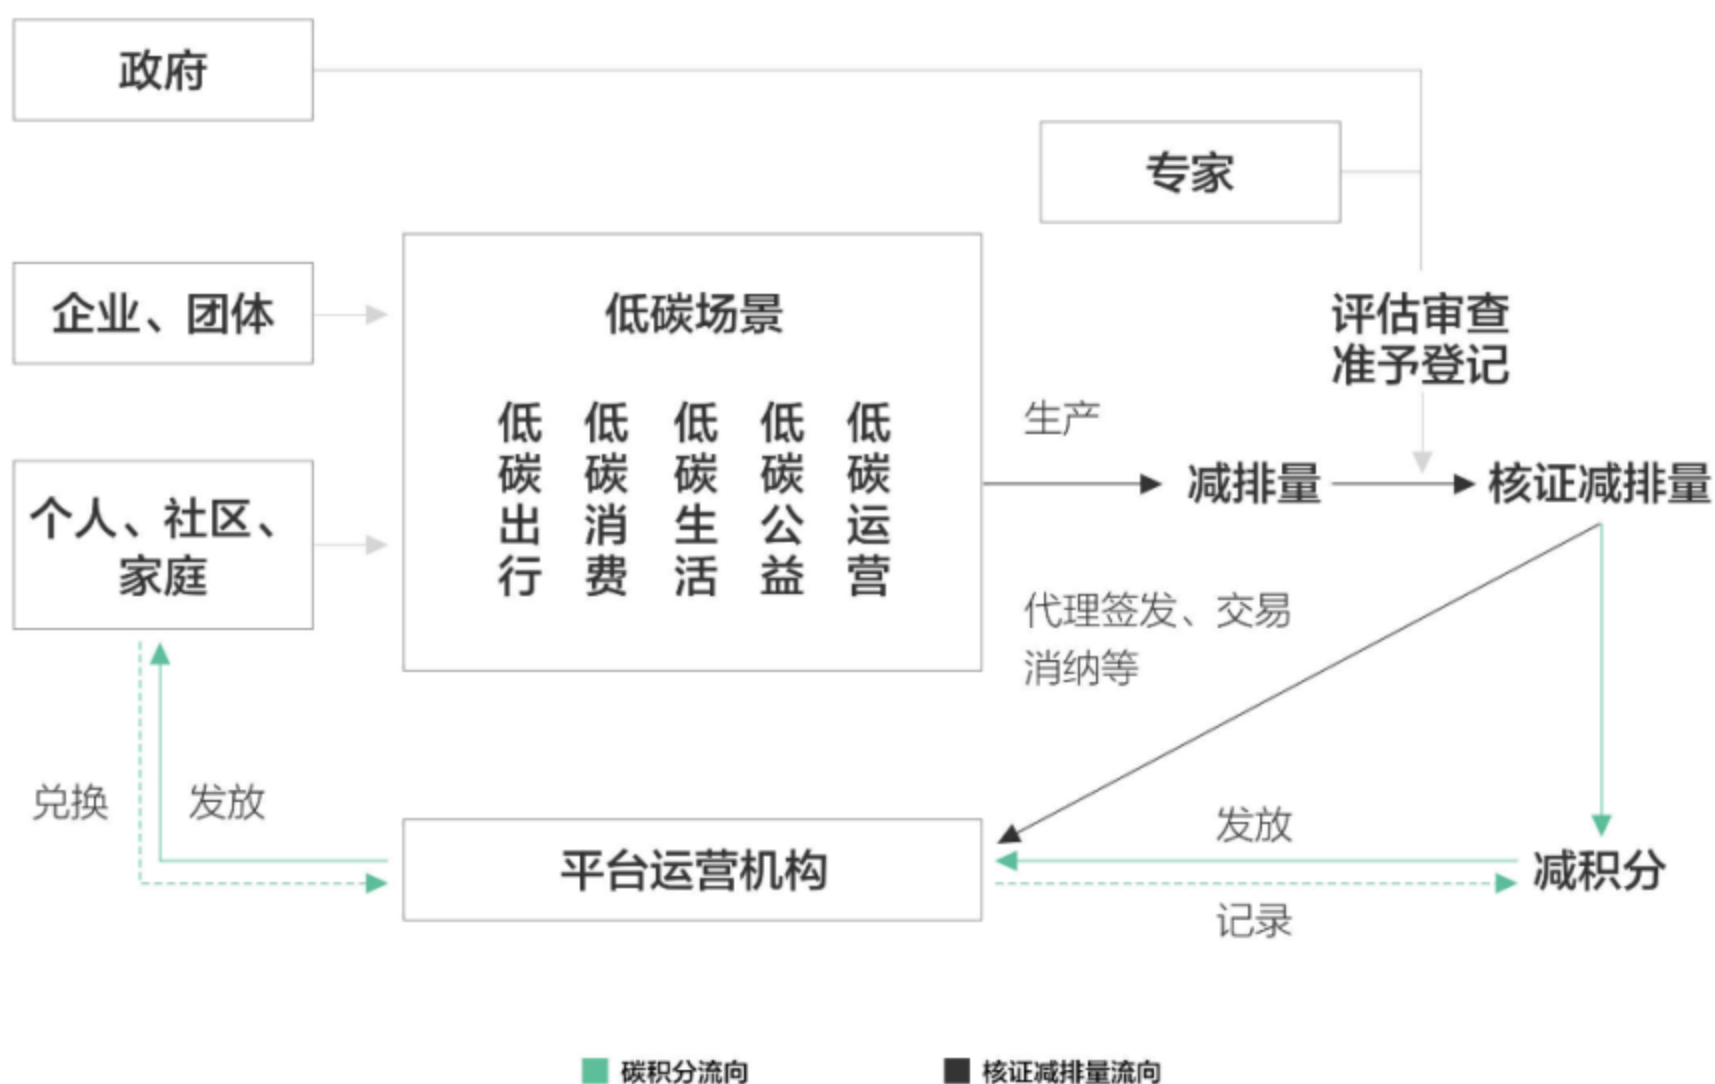 政府
专家
企业、团体
低碳场景
评估审查
准予登记
个人、社区、
家庭
低碳出行
低碳消费
低碳生活
低碳公益
低碳运营
生产
减排量
核证减排量
代理签发、交易
消纳等
兑换
发放
平台运营机构
发放
记录
减积分
碳积分流向
核证减排量流向